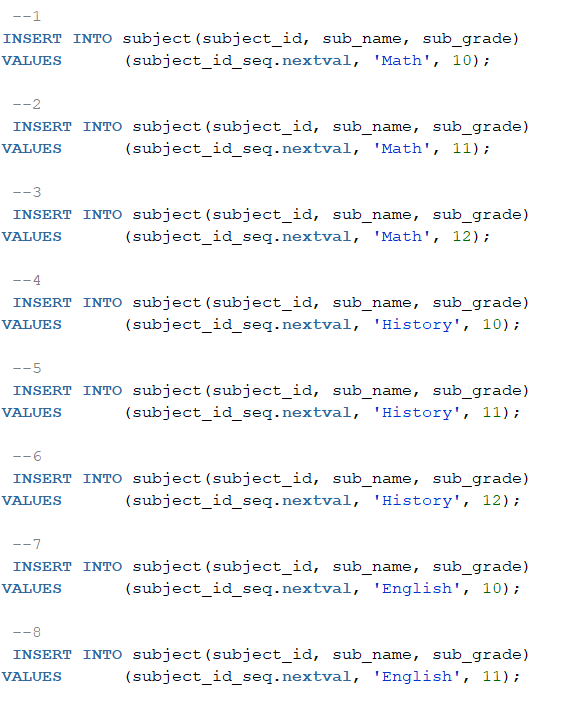 --1
INSERT INTO subject(subject_id, sub_name, sub_grade)
VALUES (subject_id_seq.nextval, 'Math', 10);
--2
INSERT INTO subject(subject_id, sub_name, sub_grade)
VALUES (subject_id_seq.nextval, 'Math', 11);
--3
INSERT INTO subject(subject_id, sub_name, sub_grade)
VALUES (subject_id_seq.nextval, 'Math', 12);
--4
INSERT INTO subject(subject_id, sub_name, sub_grade)
VALUES (subject_id_seq.nextval, 'History', 10);
--5
INSERT INTO subject(subject_id, sub_name, sub_grade)
VALUES (subject_id_seq.nextval, 'History', 11);
--6
INSERT INTO subject(subject_id, sub_name, sub_grade)
VALUES (subject_id_seq.nextval, 'History', 12);
--7
INSERT INTO subject(subject_id, sub_name, sub_grade)
VALUES (subject_id_seq.nextval, 'English', 10);
--8
INSERT INTO subject(subject_id, sub_name, sub_grade)
VALUES (subject_id_seq.nextval, 'English', 11);